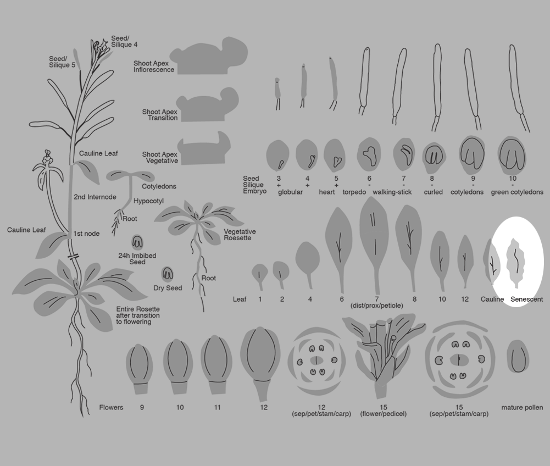 Seed/
Silique 4
Seed/
Silique 5
Shoot Apex
Inflorescence
Shoot Apex
Transition
Shoot Apex
Vegetative
Cauline Leaf
Cotyledons
2nd Internode
Hypocotyl
Root
Cauline Leaf
1st node
24h Imbibed
Seed
Dry Seed
Vegetative
Roesette
Root
Entire Rosette
after transition
to flowering
Seed 3 4 5 6 7 8 9 10
Silique + + + - - - - -
Embryo globular heart torpedo walking-stick curled cotyledons green cotyledons
Leaf 1 2 4 6 7 8 10 12 Cauline Senescent
(dist/prox/petiole)
Flowers 9 10 11 12 12 15 15 mature pollen
(sep/pet/stam/carp) (flower/pedicel) (sep/pet/stam/carp)